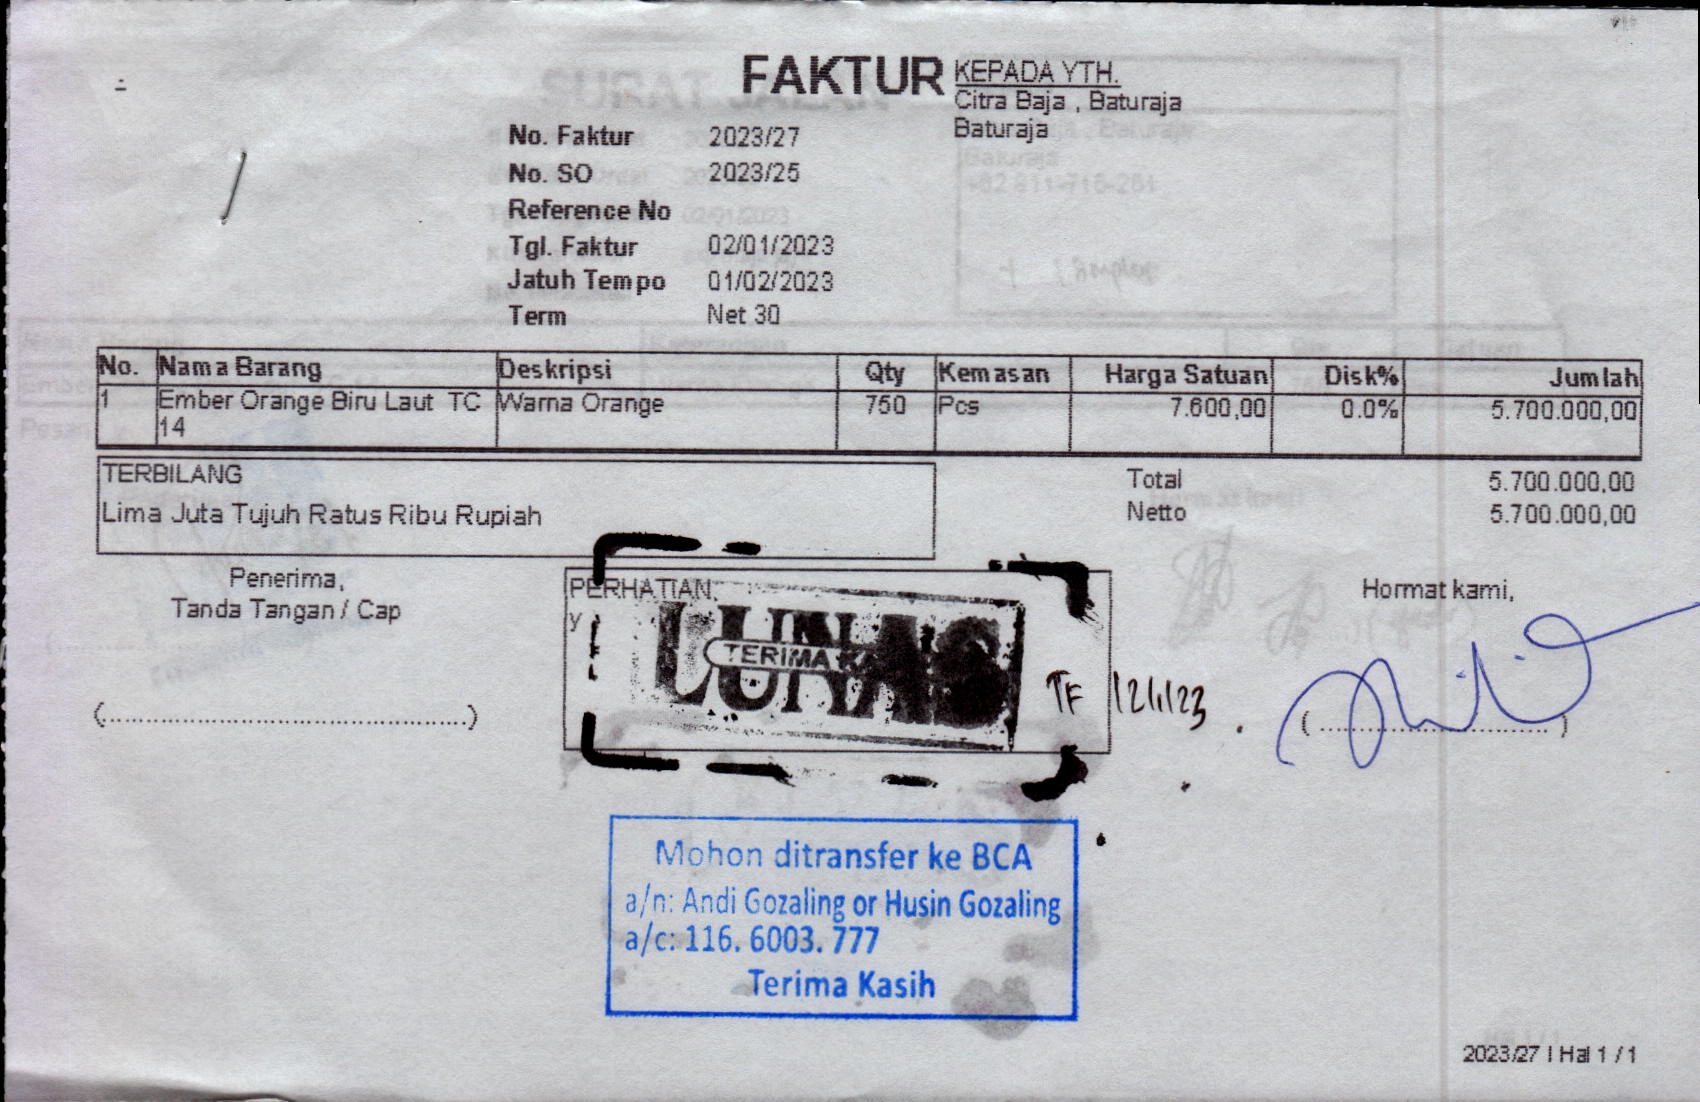 FAKTUR
KEPADA YTH.
Citra Baja , Baturaja
Baturaja
No. Faktur 2023/27
No. SO 2023/25
Reference No
Tgl. Faktur 02/01/2023
Jatuh Tempo 01/02/2023
Term Net 30
No. Nama Barang Deskripsi Qty Kemasan Harga Satuan Disk% Jumlah
1 Ember Orange Biru Laut TC Warna Orange 750 Pcs 7.600,00 0.0% 5.700.000,00
14
TERBILANG
Lima Juta Tujuh Ratus Ribu Rupiah
Total 5.700.000,00
Netto 5.700.000,00
Penerima,
Tanda Tangan / Cap
(................................................)
PERHATIAN:
y
LUNAS
TERIMA
TF 12/1/23
Hormat kami,
(..............................)
Mohon ditransfer ke BCA
a/n: Andi Gozaling or Husin Gozaling
a/c: 116. 6003. 777
Terima Kasih
2023/27 | Hal 1 / 1